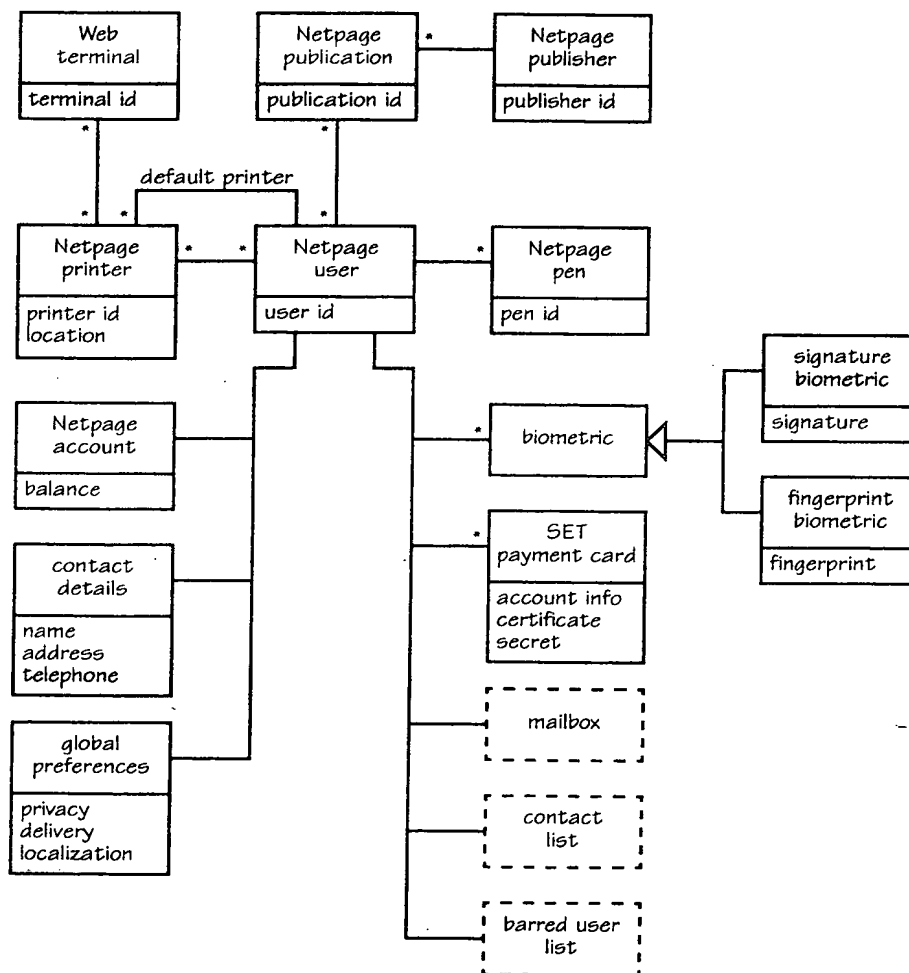 Web
terminal
terminal id
Netpage
publication
publication id
Netpage
publisher
publisher id
*
*
*
default printer
*
*
*
Netpage
printer
printer id
location
*
*
Netpage
user
user id
*
Netpage
pen
pen id
Netpage
account
balance
contact
details
name
address
telephone
global
preferences
privacy
delivery
localization
*
biometric
signature
biometric
signature
fingerprint
biometric
fingerprint
*
SET
payment card
account info
certificate
secret
mailbox
contact
list
barred user
list